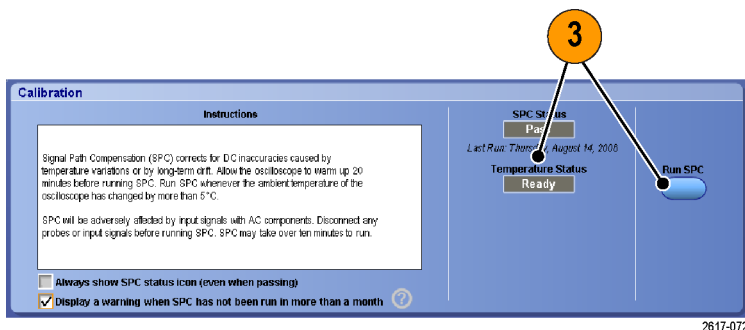 3
Calibration
Instructions
Signal Path Compensation (SPC) corrects for DC inaccuracies caused by
temperature variations or by long-term drift. Allow the oscilloscope to warm up 20
minutes before running SPC. Run SPC whenever the ambient temperature of the
oscilloscope has changed by more than 5°C.
SPC will be adversely affected by input signals with AC components. Disconnect any
probes or input signals before running SPC. SPC may take over ten minutes to run.
Always show SPC status icon (even when passing)
Display a warning when SPC has not been run in more than a month
?
SPC Status
Pass
Last Run: Thursday, August 14, 2008
Temperature Status
Ready
Run SPC
2617-072